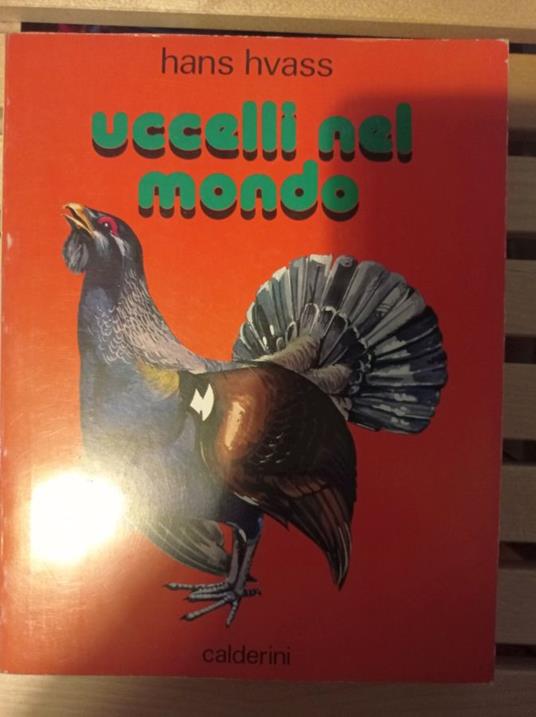 hans hvass
uccelli nel
mondo
calderini